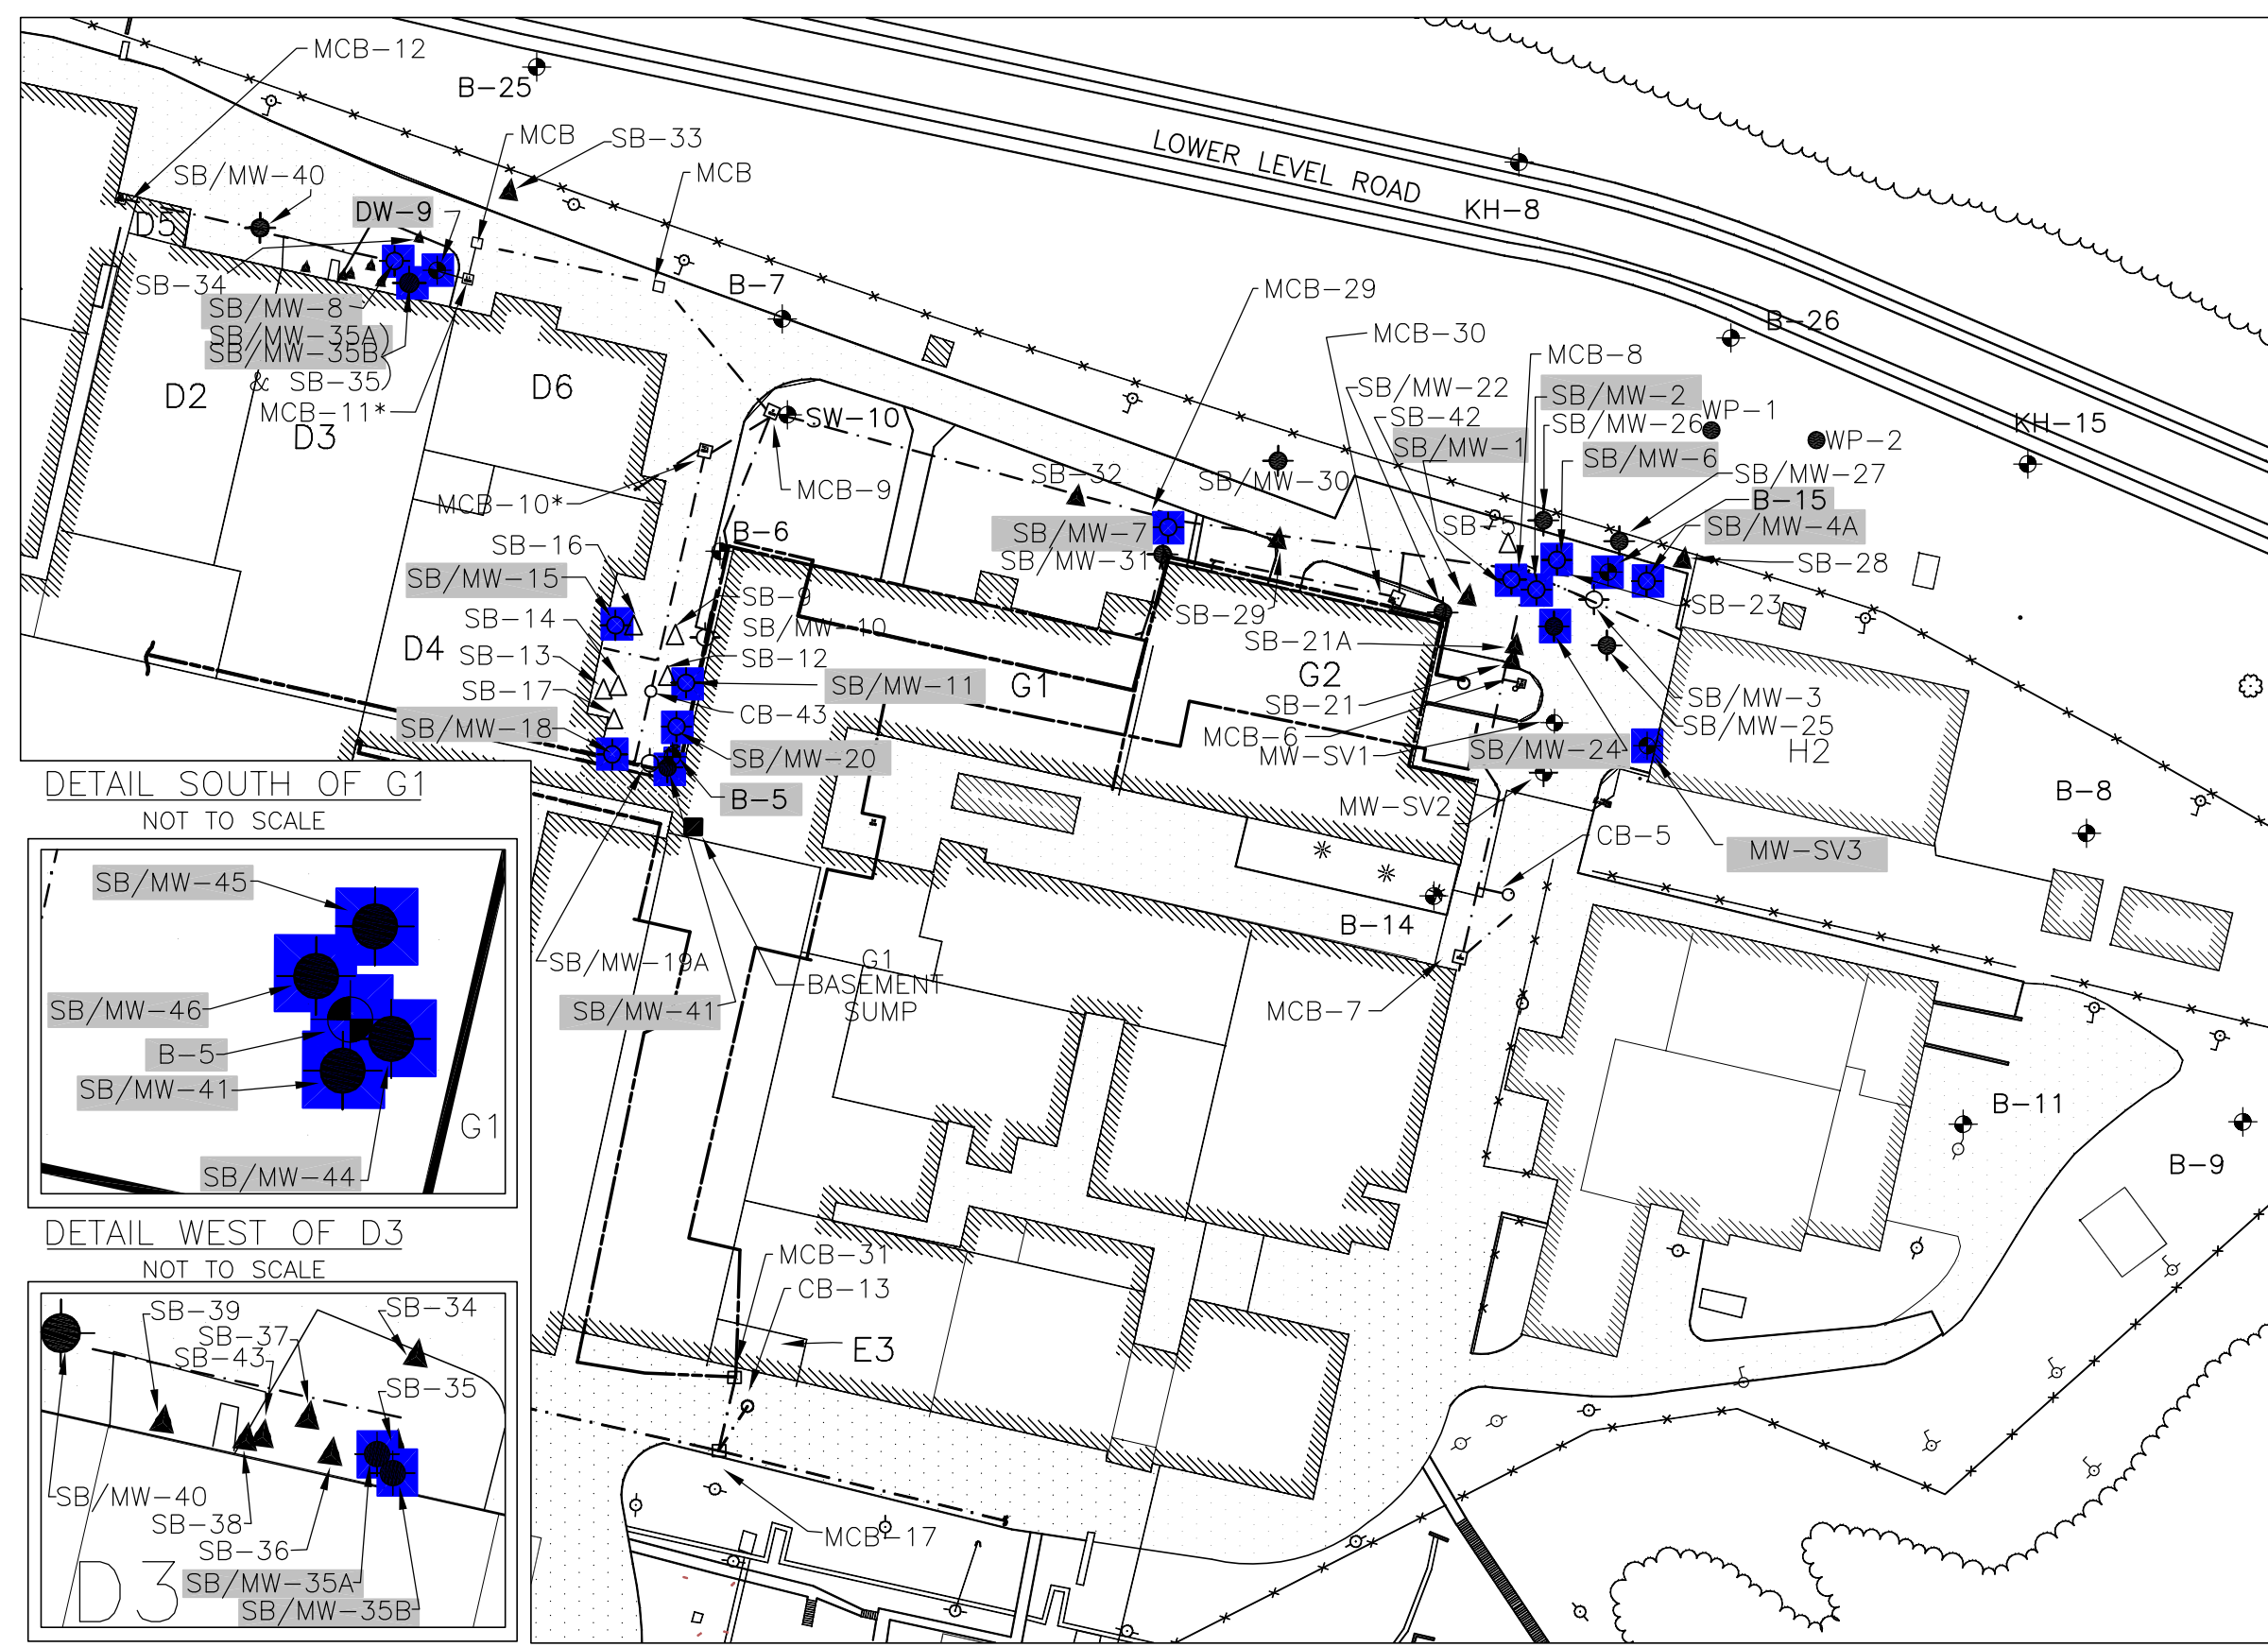 MCB-12
B-25
MCB
SB-33
MCB
SB/MW-40
LOWER LEVEL ROAD
KH-8
D5
DW-9
SB-34
SB/MW-8
SB/MW-35A)
SB/MW-35B
& SB-35)
MCB-11*
D2
D3
D6
B-7
MCB-29
MCB-30
B-26
MCB-8
SB/MW-22
SB/MW-2
SB-42
SB/MW-26
WP-1
SB/MW-1
WP-2
KH-15
SB/MW-6
SW-10
MCB-9
MCB-10*
SB-32
SB/MW-30
SB/MW-27
B-15
SB/MW-4A
SB/MW-7
SB/MW-31
SB-5
SB-28
B-6
SB-16
SB/MW-15
SB-9
SB/MW-10
SB-14
SB-13
SB-12
SB-17
D4
SB/MW-11
SB/MW-18
CB-43
SB/MW-20
B-5
G1
SB-29
SB-23
SB-21A
G2
SB-21
MCB-6
MW-SV1
SB/MW-24
SB/MW-3
SB/MW-25
H2
MW-SV2
CB-5
MW-SV3
B-8
B-14
MCB-7
SB/MW-19A
SB/MW-41
G1
BASEMENT
SUMP
B-11
B-9
MCB-31
CB-13
E3
MCB-17
DETAIL SOUTH OF G1
NOT TO SCALE
SB/MW-45
SB/MW-46
B-5
SB/MW-41
G1
SB/MW-44
DETAIL WEST OF D3
NOT TO SCALE
SB-39
SB-34
SB-37
SB-43
SB-35
SB/MW-40
SB-38
SB-36
D3
SB/MW-35A
SB/MW-35B